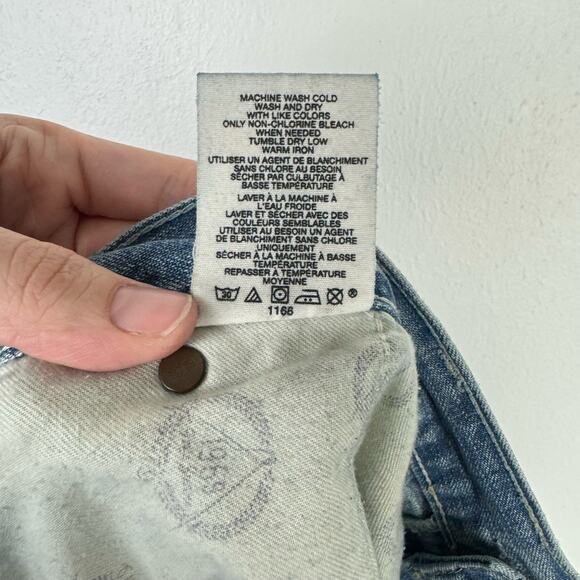 MACHINE WASH COLD
WASH AND DRY
WITH LIKE COLORS
ONLY NON-CHLORINE BLEACH
WHEN NEEDED
TUMBLE DRY LOW
WARM IRON
UTILISER UN AGENT DE BLANCHIMENT
SANS CHLORE AU BESOIN
SÉCHER PAR CULBUTAGE À
BASSE TEMPÉRATURE
LAVER À LA MACHINE À
L'EAU FROIDE
LAVER ET SÉCHER AVEC DES
COULEURS SEMBLABLES
UTILISER AU BESOIN UN AGENT
DE BLANCHIMENT SANS CHLORE
UNIQUEMENT
SÉCHER À LA MACHINE À BASSE
TEMPÉRATURE
REPASSER À TEMPÉRATURE
MOYENNE
30 ®
1166
1969